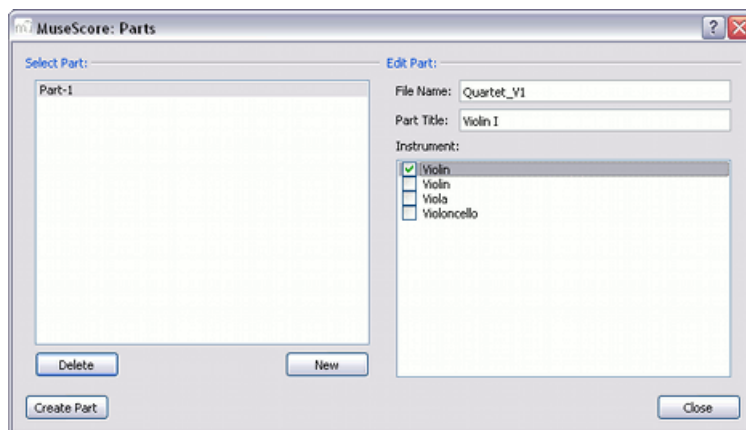 MuseScore: Parts
Select Part:
Part-1
Delete
New
Create Part
Edit Part:
File Name: Quartet_V1
Part Title: Violin I
Instrument:
Violin
Violin
Viola
Violoncello
Close